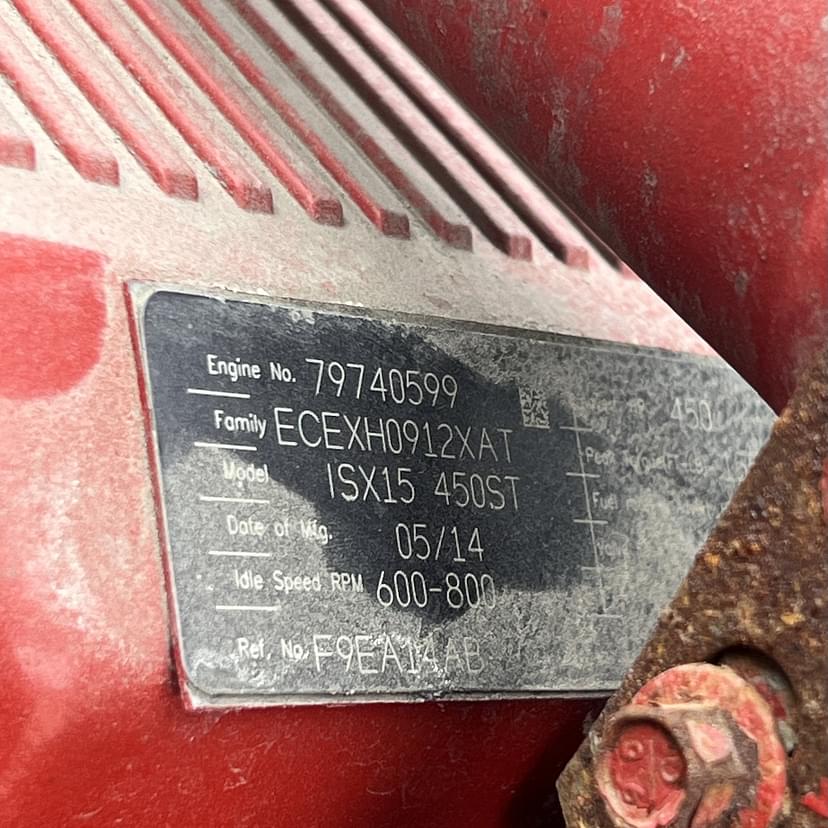 Engine No. 79740599
Family ECEXH0912XAT
Model ISX15 450ST
Date of Mfg. 05/14
Idle Speed RPM 600-800
Ref. No. F9EA14AB
450
Fuel